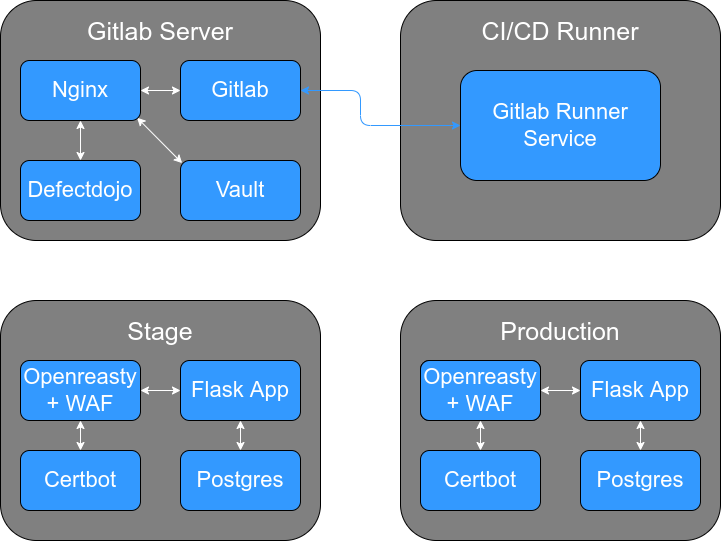 Gitlab Server
Nginx
Gitlab
Defectdojo
Vault
CI/CD Runner
Gitlab Runner
Service
Stage
Openreasty
+ WAF
Flask App
Certbot
Postgres
Production
Openreasty
+ WAF
Flask App
Certbot
Postgres